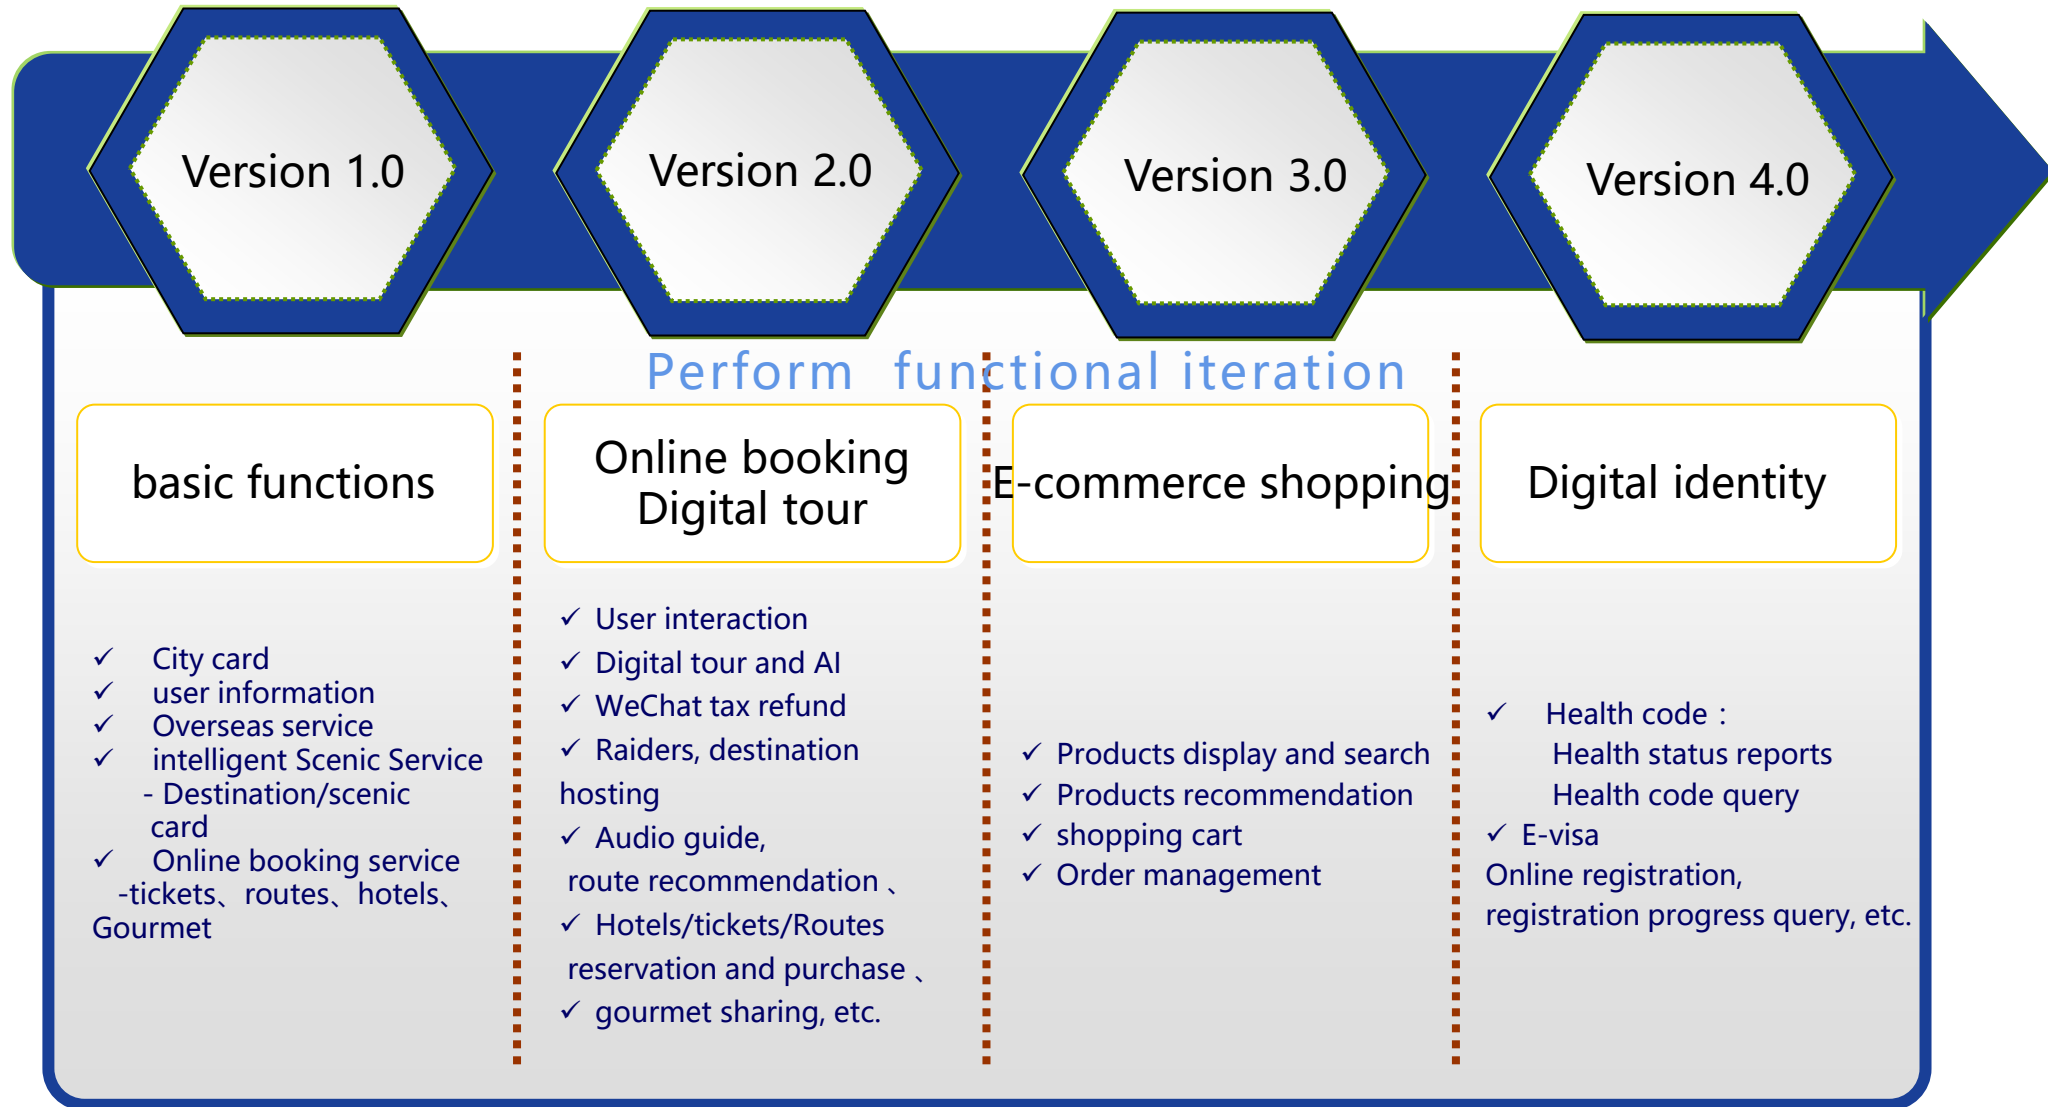 Version 1.0
Version 2.0
Version 3.0
Version 4.0
Perform functional iteration
basic functions
Online booking
Digital tour
E-commerce shopping
Digital identity
✓ City card
✓ user information
✓ Overseas service
✓ intelligent Scenic Service
- Destination/scenic
card
✓ Online booking service
-tickets、routes、hotels、
Gourmet
✓ User interaction
✓ Digital tour and AI
✓ WeChat tax refund
✓ Raiders, destination
hosting
✓ Audio guide,
route recommendation 、
✓ Hotels/tickets/Routes
reservation and purchase 、
✓ gourmet sharing, etc.
✓ Products display and search
✓ Products recommendation
✓ shopping cart
✓ Order management
✓ Health code：
Health status reports
Health code query
✓ E-visa
Online registration,
registration progress query, etc.